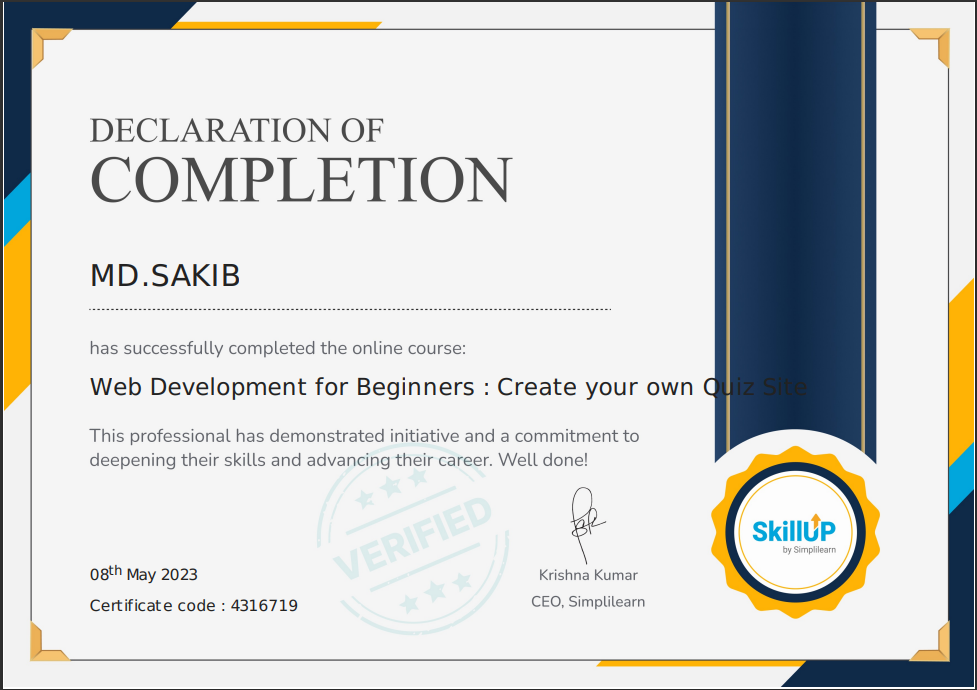 DECLARATION OF
COMPLETION
MD.SAKIB
has successfully completed the online course:
Web Development for Beginners : Create your own Quiz Site
This professional has demonstrated initiative and a commitment to
deepening their skills and advancing their career. Well done!
VERIFIED
SkillUP
by Simplilearn
08th May 2023
Krishna Kumar
Certificate code : 4316719
CEO, Simplilearn